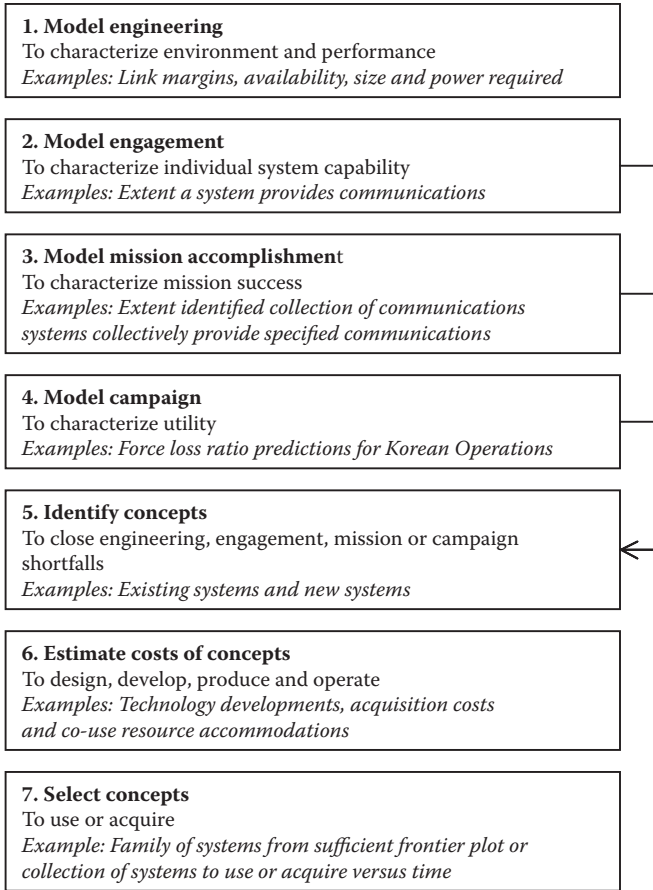 1. Model engineering
To characterize environment and performance
Examples: Link margins, availability, size and power required
2. Model engagement
To characterize individual system capability
Examples: Extent a system provides communications
3. Model mission accomplishment
To characterize mission success
Examples: Extent identified collection of communications
systems collectively provide specified communications
4. Model campaign
To characterize utility
Examples: Force loss ratio predictions for Korean Operations
5. Identify concepts
To close engineering, engagement, mission or campaign
shortfalls
Examples: Existing systems and new systems
6. Estimate costs of concepts
To design, develop, produce and operate
Examples: Technology developments, acquisition costs
and co-use resource accommodations
7. Select concepts
To use or acquire
Example: Family of systems from sufficient frontier plot or
collection of systems to use or acquire versus time